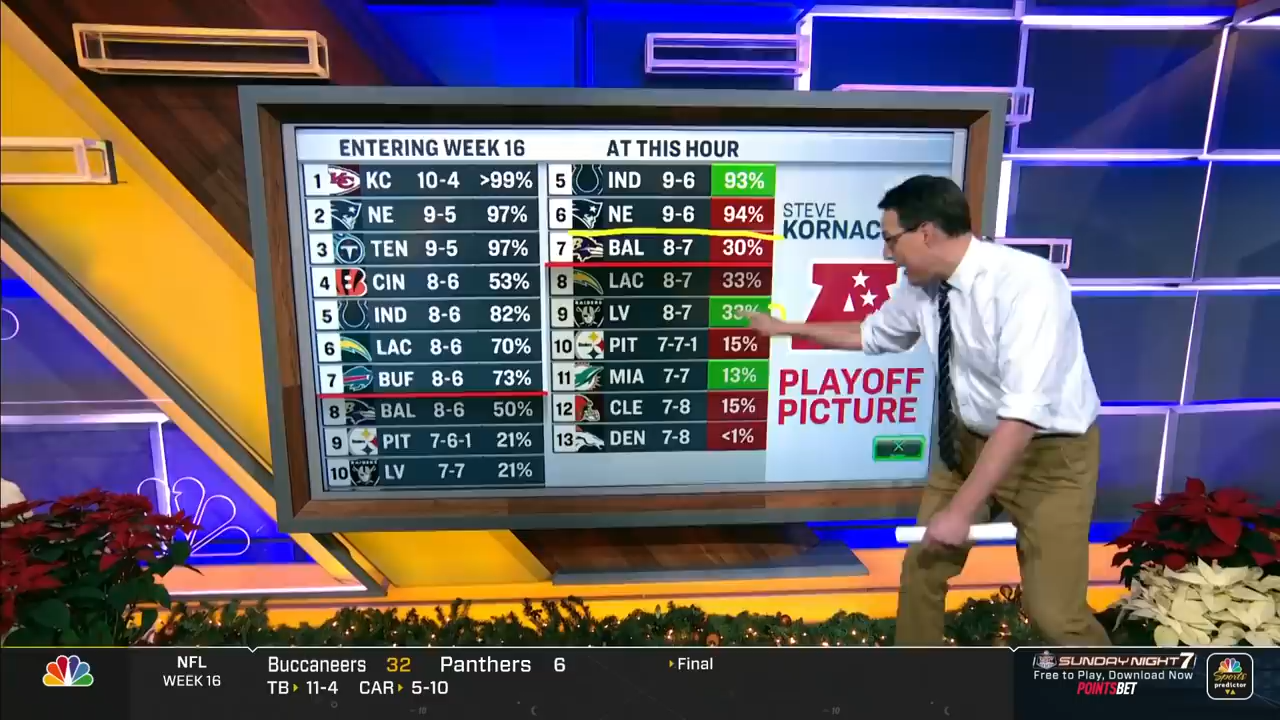 ENTERING WEEK 16
1 KC 10-4 >99%
2 NE 9-5 97%
3 TEN 9-5 97%
4 CIN 8-6 53%
5 IND 8-6 82%
6 LAC 8-6 70%
7 BUF 8-6 73%
8 BAL 8-6 50%
9 PIT 7-6-1 21%
10 LV 7-7 21%
AT THIS HOUR
5 IND 9-6 93%
6 NE 9-6 94%
7 BAL 8-7 30%
8 LAC 8-7 33%
9 LV 8-7 33%
10 PIT 7-7-1 15%
11 MIA 7-7 13%
12 CLE 7-8 15%
13 DEN 7-8 <1%
STEVE
KORNAC
PLAYOFF
PICTURE
NFL
WEEK 16
Buccaneers 32 Panthers 6 Final
TB 11-4 CAR 5-10
SUNDAY NIGHT 7
Free to Play, Download Now
POINTSBET
Sports
predictor